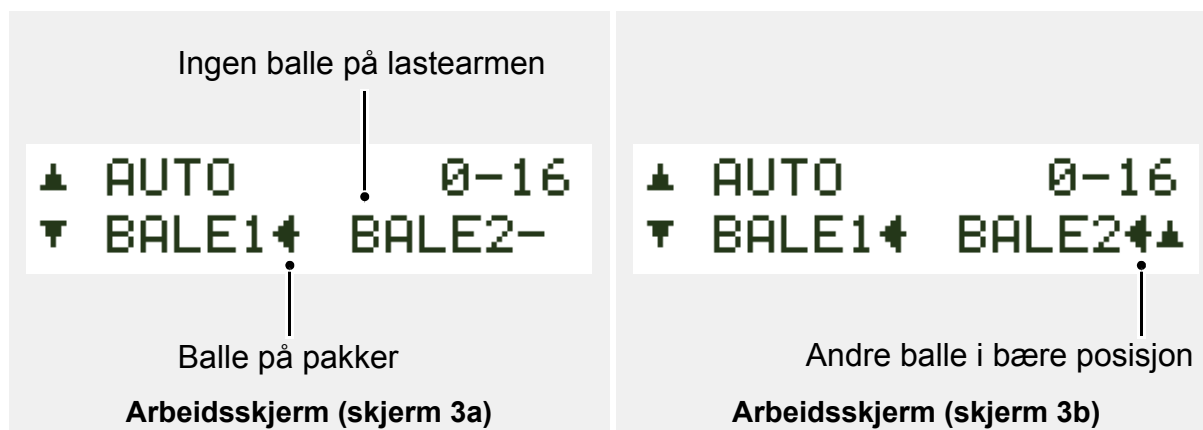 Ingen balle på lastearmen
▲ AUTO 0-16
▼ BALE1◀ BALE2-
Balle på pakker
Arbeidsskjerm (skjerm 3a)
▲ AUTO 0-16
▼ BALE1◀ BALE2◀▲
Andre balle i bære posisjon
Arbeidsskjerm (skjerm 3b)